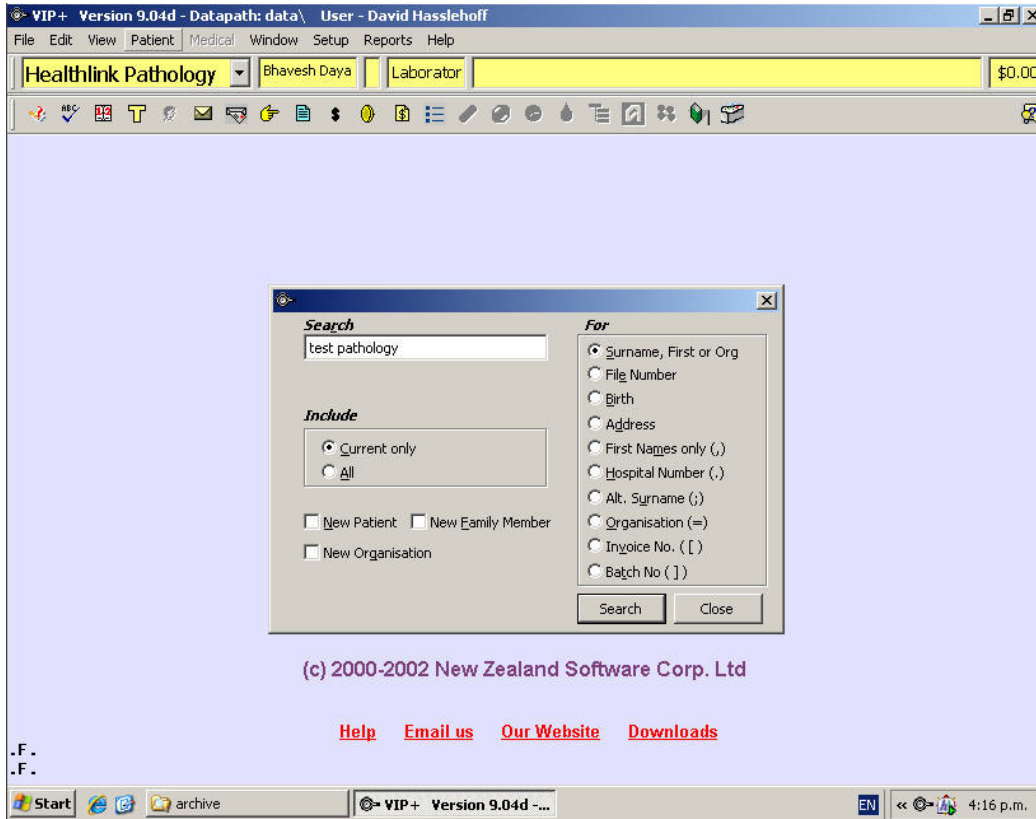 VIP+ Version 9.04d - Datapath: data\ User - David Hasslehoff
File Edit View Patient Medical Window Setup Reports Help
Healthlink Pathology Bhavesh Daya Laborator $0.00
ABC
T
Search
test pathology
Include
Current only
All
New Patient New Family Member
New Organisation
For
Surname, First or Org
File Number
Birth
Address
First Names only (,)
Hospital Number (.)
Alt. Surname (;)
Organisation (=)
Invoice No. ( [ )
Batch No ( ] )
Search Close
(c) 2000-2002 New Zealand Software Corp. Ltd
Help Email us Our Website Downloads
.F.
.F.
Start archive VIP+ Version 9.04d -... EN « 4:16 p.m.